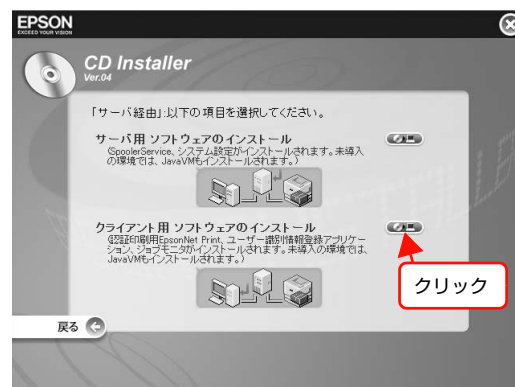 EPSON
EXCEED YOUR VISION
CD Installer
Ver.04
「サーバ経由」:以下の項目を選択してください。
サーバ用 ソフトウェアのインストール
(SpoolerService、システム設定がインストールされます。未導入
の環境では、JavaVMもインストールされます。)
クライアント用 ソフトウェアのインストール
(認証印刷用EpsonNet Print、ユーザー識別情報登録アプリケー
ション、ジョブモニタがインストールされます。未導入の環境では、
JavaVMもインストールされます。)
クリック
戻る